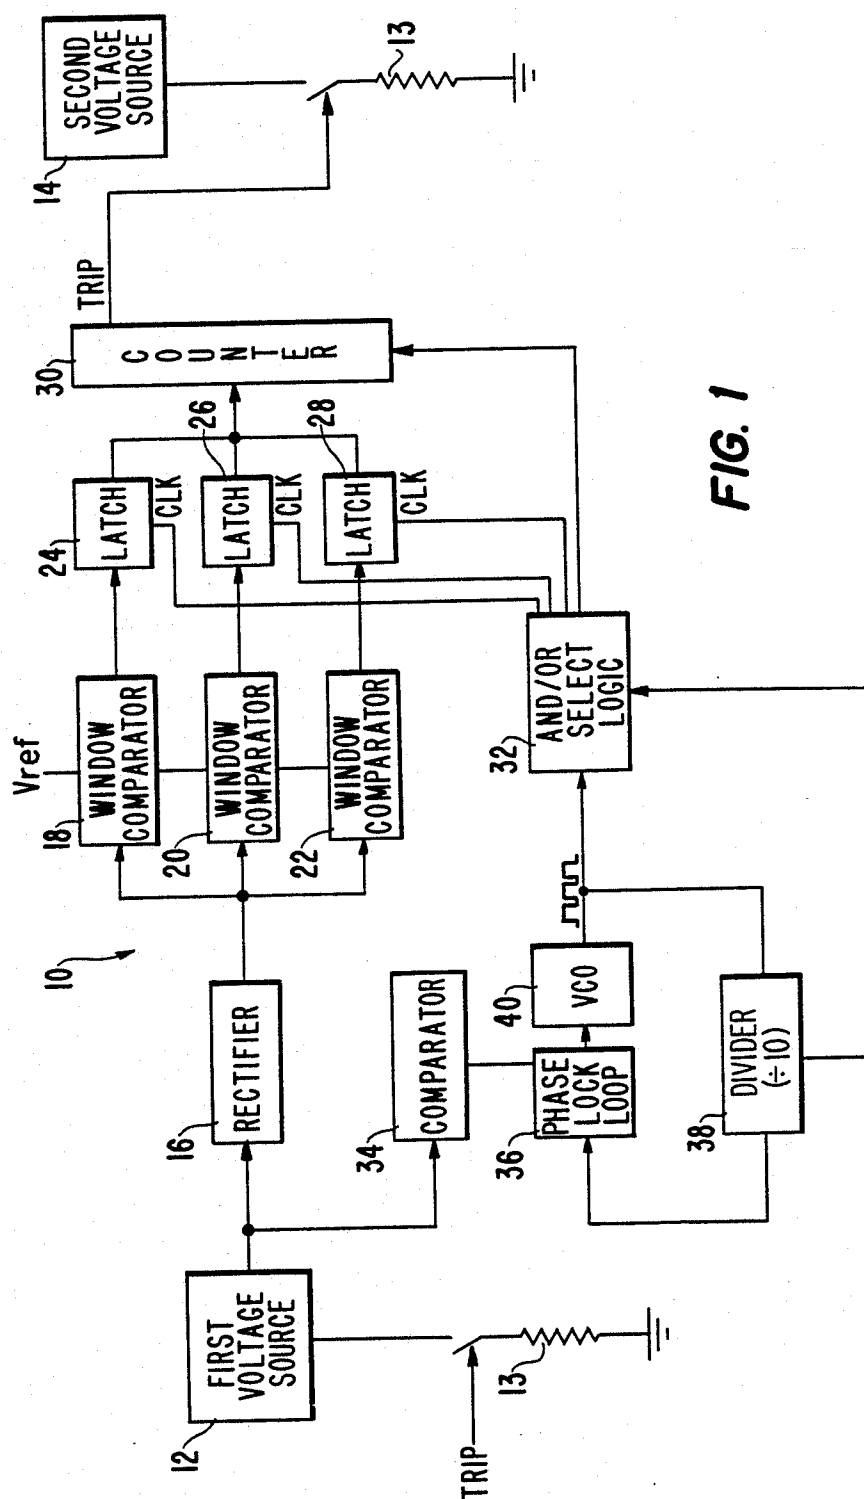 FIRST
VOLTAGE
SOURCE
12
TRIP
13
RECTIFIER
16
10
Vref
WINDOW
COMPARATOR
18
WINDOW
COMPARATOR
20
WINDOW
COMPARATOR
22
LATCH
24
CLK
LATCH
26
CLK
LATCH
28
CLK
COUNTER
30
TRIP
SECOND
VOLTAGE
SOURCE
14
13
COMPARATOR
34
PHASE
LOCK
LOOP
36
VCO
40
DIVIDER
(÷10)
38
AND/OR
SELECT
LOGIC
32
FIG. 1